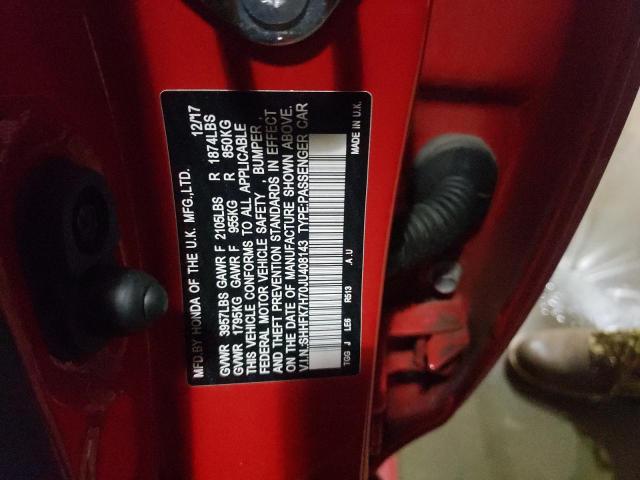 MFD.BY HONDA OF THE U.K. MFG.,LTD. 12/17
GVWR 3957LBS GAWR F 2105LBS R 1874LBS
GVWR 1795KG GAWR F 955KG R 850KG
THIS VEHICLE CONFORMS TO ALL APPLICABLE
FEDERAL MOTOR VEHICLE SAFETY, BUMPER,
AND THEFT PREVENTION STANDARDS IN EFFECT
ON THE DATE OF MANUFACTURE SHOWN ABOVE.
V.I.N.:SHHFK7H70JU408143 TYPE:PASSENGER CAR
TGG J LE6 R513 .A.U MADE IN U.K.